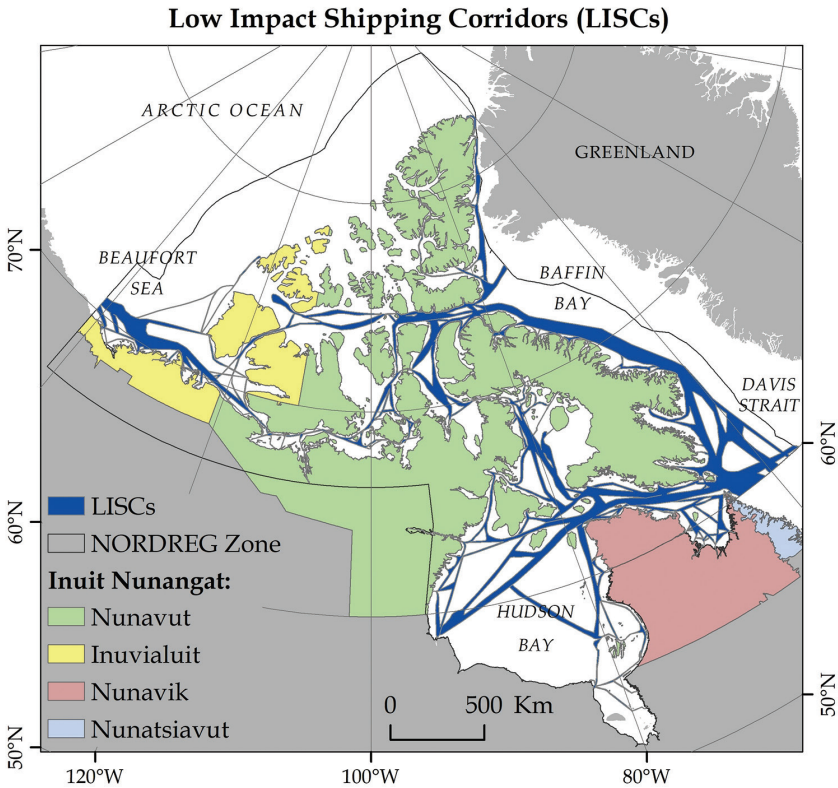 Low Impact Shipping Corridors (LISCs)
ARCTIC OCEAN
GREENLAND
70°N
BEAUFORT
SEA
BAFFIN
BAY
DAVIS
STRAIT
60°N
LISCs
60°N
NORDREG Zone
Inuit Nunangat:
Nunavut
HUDSON
BAY
Inuvialuit
Nunavik
0 500 Km
50°N
Nunatsiavut
50°N
120°W 100°W 80°W